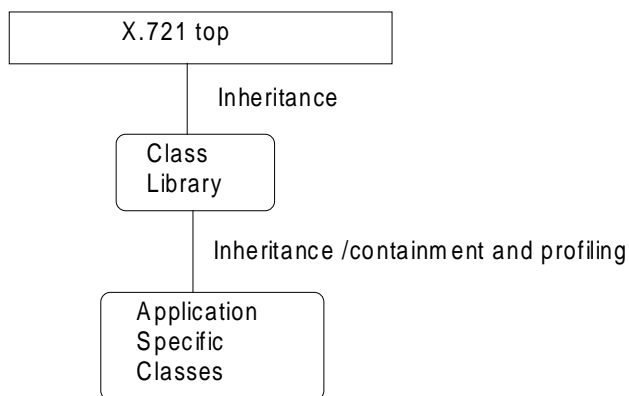 X.721 top
Inheritance
Class
Library
Inheritance /containment and profiling
Application
Specific
Classes